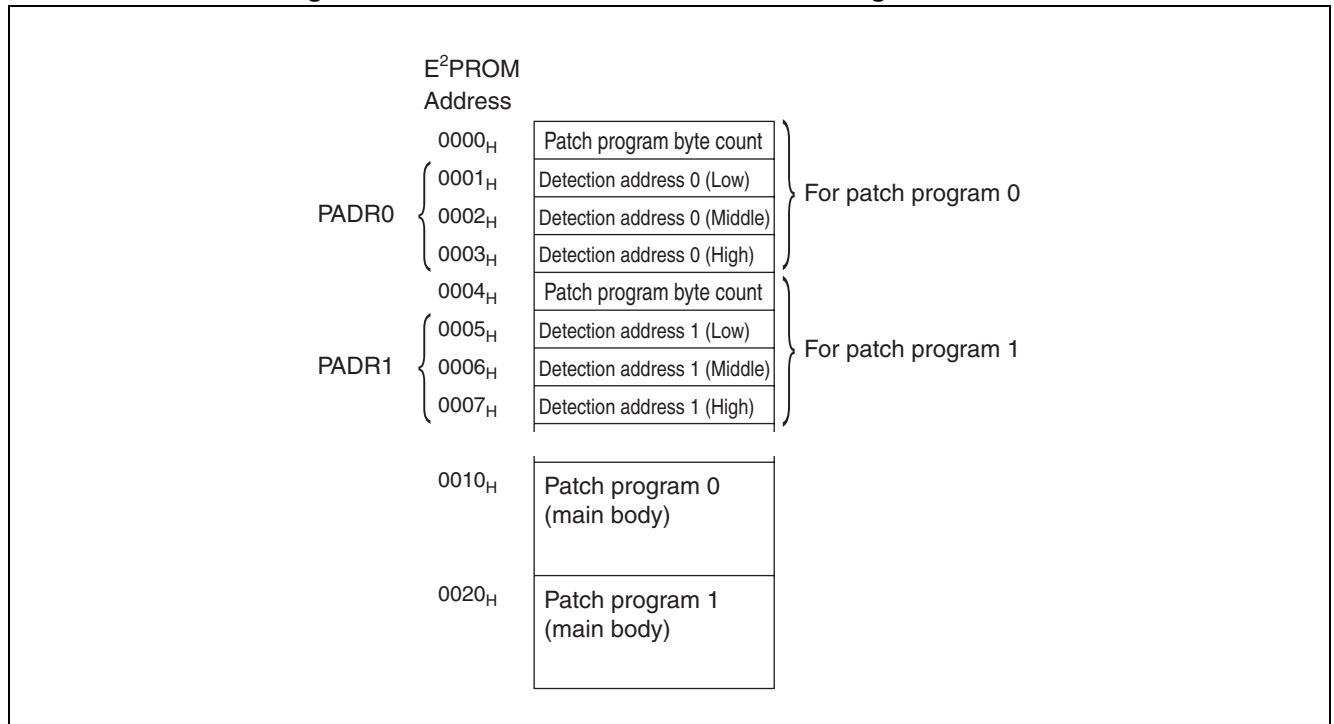 E²PROM
Address
0000H Patch program byte count
0001H Detection address 0 (Low)
For patch program 0
PADR0 0002H Detection address 0 (Middle)
0003H Detection address 0 (High)
0004H Patch program byte count
0005H Detection address 1 (Low)
For patch program 1
PADR1 0006H Detection address 1 (Middle)
0007H Detection address 1 (High)
0010H Patch program 0
(main body)
0020H Patch program 1
(main body)